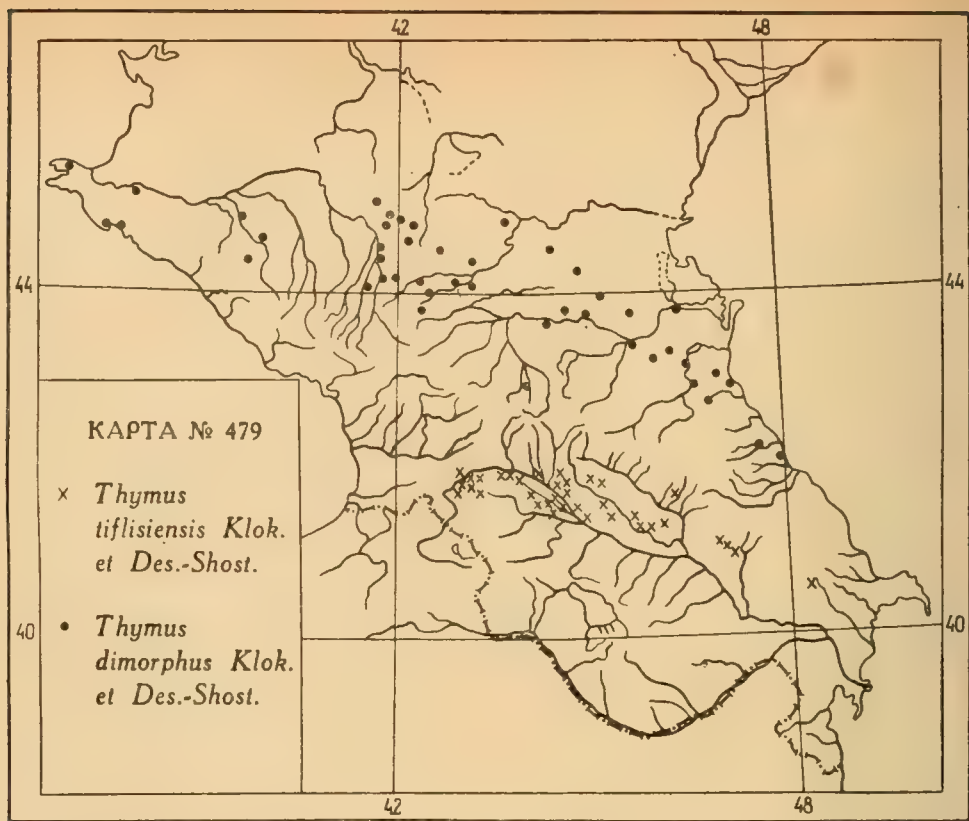 42 48
44 44
КАРТА № 479
x Thymus
tiflisiensis Klok.
et Des.-Shost.
40 40
• Thymus
dimorphus Klok.
et Des.-Shost.
42 48